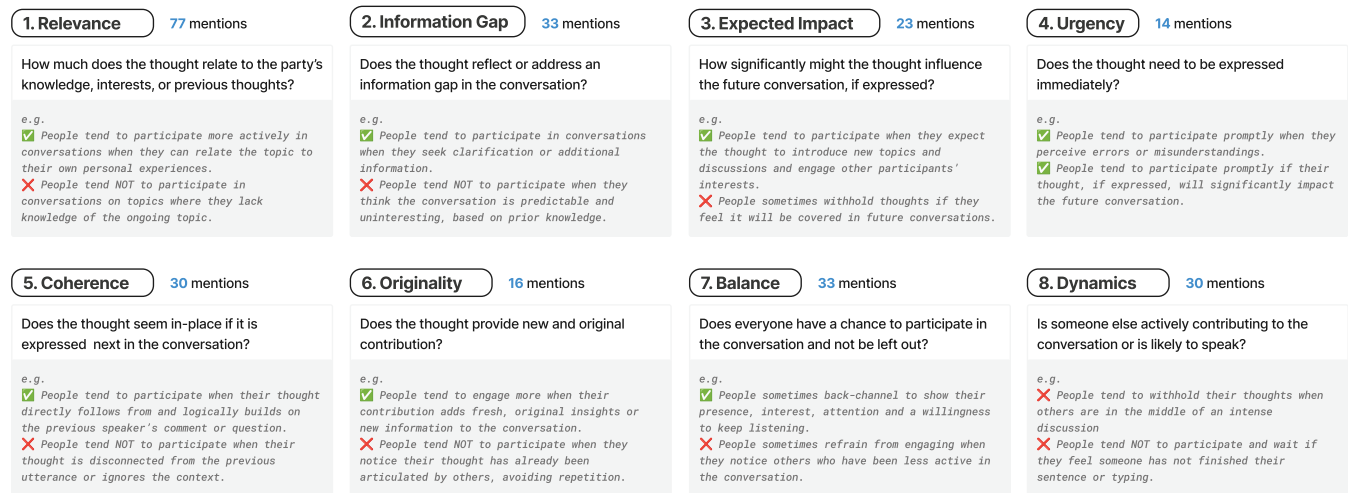 1. Relevance 77 mentions
How much does the thought relate to the party's
knowledge, interests, or previous thoughts?
e.g.
✅ People tend to participate more actively in
conversations when they can relate the topic to
their own personal experiences.
❌ People tend NOT to participate in
conversations on topics where they lack
knowledge of the ongoing topic.
2. Information Gap 33 mentions
Does the thought reflect or address an
information gap in the conversation?
e.g.
✅ People tend to participate in conversations
when they seek clarification or additional
information.
❌ People tend NOT to participate when they
think the conversation is predictable and
uninteresting, based on prior knowledge.
3. Expected Impact 23 mentions
How significantly might the thought influence
the future conversation, if expressed?
e.g.
✅ People tend to participate when they expect
the thought to introduce new topics and
discussions and engage other participants'
interests.
❌ People sometimes withhold thoughts if they
feel it will be covered in future conversations.
4. Urgency 14 mentions
Does the thought need to be expressed
immediately?
e.g.
✅ People tend to participate promptly when they
perceive errors or misunderstandings.
✅ People tend to participate promptly if their
thought, if expressed, will significantly impact
the future conversation.
5. Coherence 30 mentions
Does the thought seem in-place if it is
expressed next in the conversation?
e.g.
✅ People tend to participate when their thought
directly follows from and logically builds on
the previous speaker's comment or question.
❌ People tend NOT to participate when their
thought is disconnected from the previous
utterance or ignores the context.
6. Originality 16 mentions
Does the thought provide new and original
contribution?
e.g.
✅ People tend to engage more when their
contribution adds fresh, original insights or
new information to the conversation.
❌ People tend NOT to participate when they
notice their thought has already been
articulated by others, avoiding repetition.
7. Balance 33 mentions
Does everyone have a chance to participate in
the conversation and not be left out?
e.g.
✅ People sometimes back-channel to show their
presence, interest, attention and a willingness
to keep listening.
❌ People sometimes refrain from engaging when
they notice others who have been less active in
the conversation.
8. Dynamics 30 mentions
Is someone else actively contributing to the
conversation or is likely to speak?
e.g.
❌ People tend to withhold their thoughts when
others are in the middle of an intense
discussion
❌ People tend NOT to participate and wait if
they feel someone has not finished their
sentence or typing.